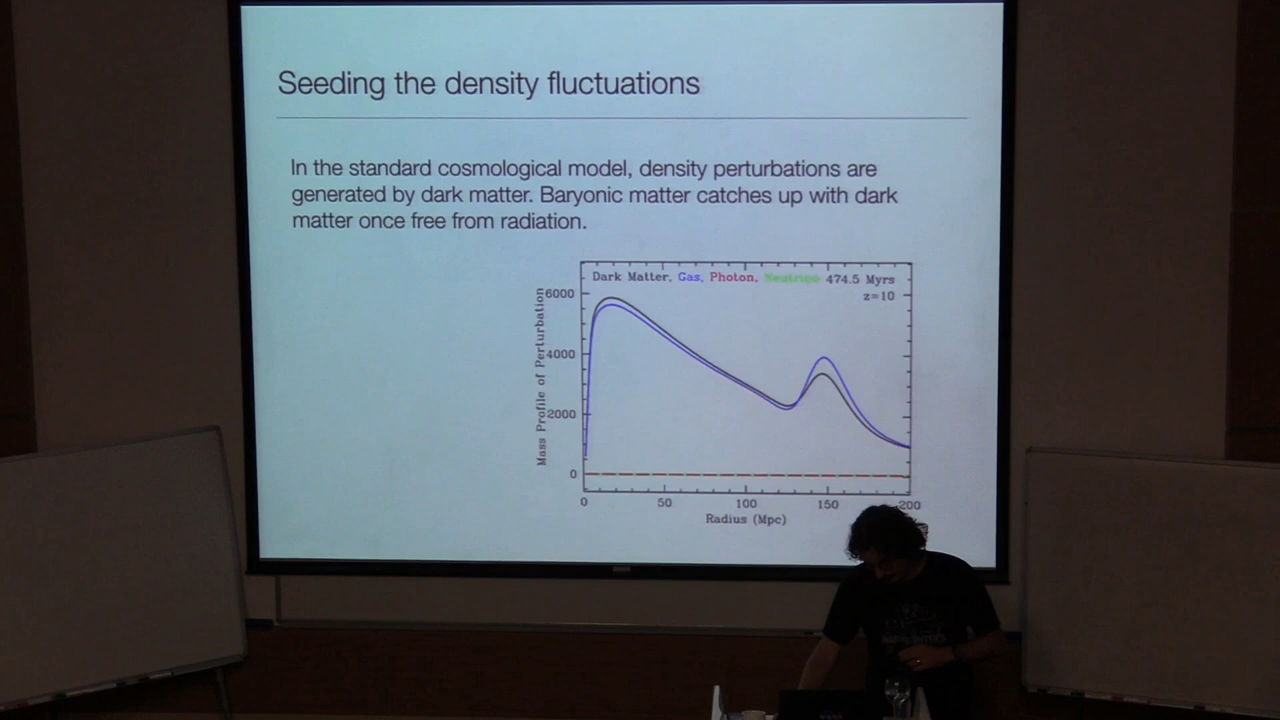 Seeding the density fluctuations
In the standard cosmological model, density perturbations are
generated by dark matter. Baryonic matter catches up with dark
matter once free from radiation.
Dark Matter, Gas, Photon, Neutrino 474.5 Myrs
z=10
Mass Profile of Perturbation
6000
4000
2000
0
0 50 100 150 200
Radius (Mpc)